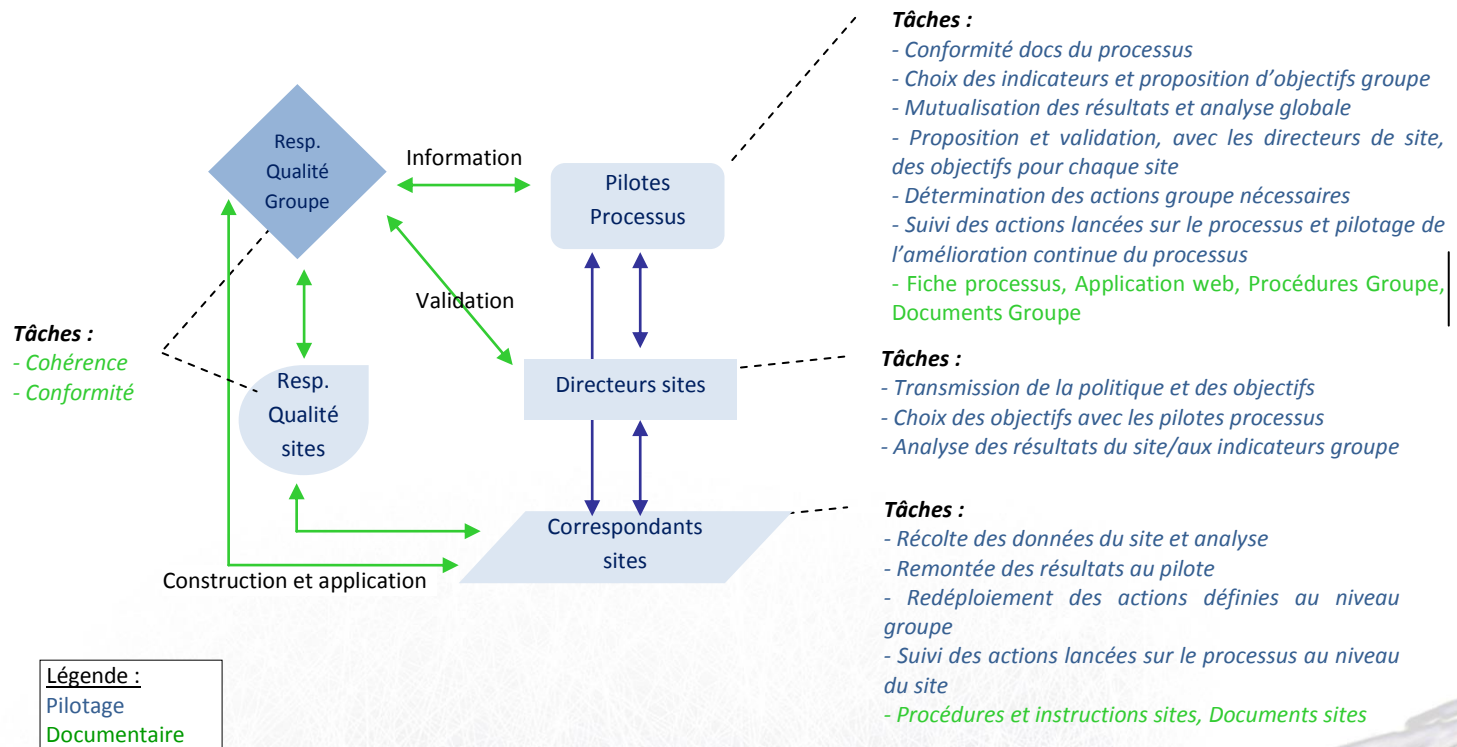 Resp.
Qualité
Groupe
Information
Pilotes
Processus
Validation
Tâches :
- Cohérence
- Conformité
Resp.
Qualité
sites
Directeurs sites
Correspondants
sites
Construction et application
Légende :
Pilotage
Documentaire
Tâches :
- Conformité docs du processus
- Choix des indicateurs et proposition d’objectifs groupe
- Mutualisation des résultats et analyse globale
- Proposition et validation, avec les directeurs de site,
des objectifs pour chaque site
- Détermination des actions groupe nécessaires
- Suivi des actions lancées sur le processus et pilotage de
l’amélioration continue du processus
- Fiche processus, Application web, Procédures Groupe,
Documents Groupe
Tâches :
- Transmission de la politique et des objectifs
- Choix des objectifs avec les pilotes processus
- Analyse des résultats du site/aux indicateurs groupe
Tâches :
- Récolte des données du site et analyse
- Remontée des résultats au pilote
- Redéploiement des actions définies au niveau
groupe
- Suivi des actions lancées sur le processus au niveau
du site
- Procédures et instructions sites, Documents sites